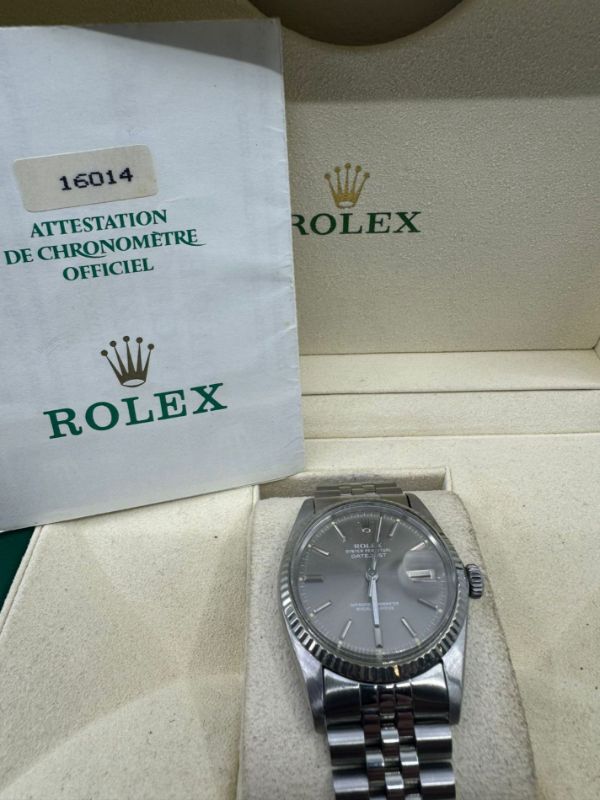 16014
ATTESTATION
DE CHRONOMÈTRE
OFFICIEL
ROLEX
ROLEX
ROLEX
OYSTER PERPETUAL
DATEJUST